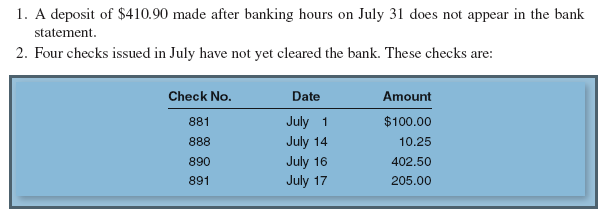 1. A deposit of $410.90 made after banking hours on July 31 does not appear in the bank
statement.
2. Four checks issued in July have not yet cleared the bank. These checks are:
Check No. Date Amount
881 July 1 $100.00
888 July 14 10.25
890 July 16 402.50
891 July 17 205.00